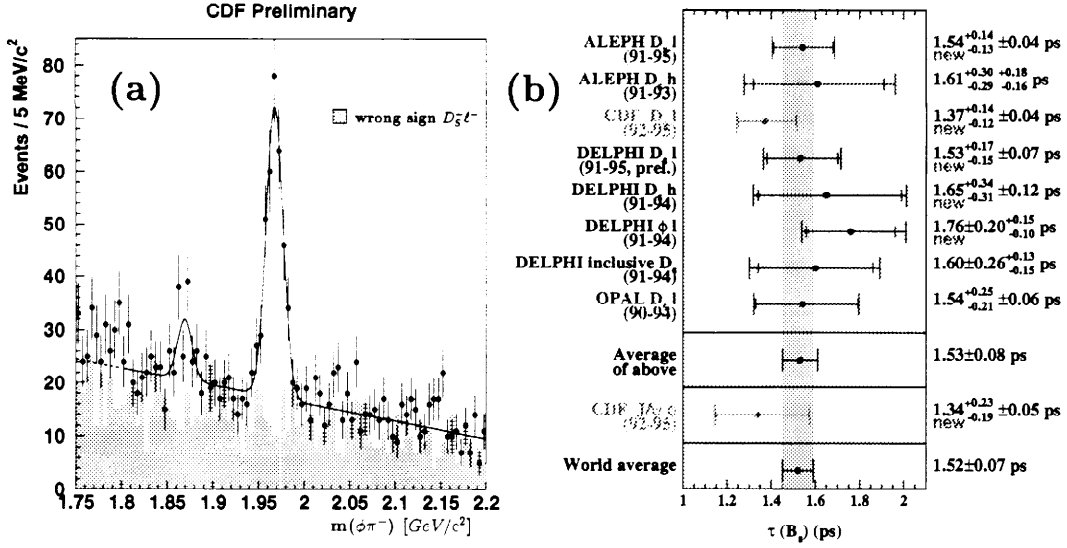 CDF Preliminary
(a)
wrong sign D_s^- ℓ^-
Events / 5 MeV/c²
80
70
60
50
40
30
20
10
0
1.75 1.8 1.85 1.9 1.95 2 2.05 2.1 2.15 2.2
m(φπ⁻) [GeV/c²]
(b)
ALEPH D_s l
(91-95)
1.54 +0.14 -0.13 ±0.04 ps
new
ALEPH D_s h
(91-93)
1.61 +0.30 -0.29 +0.18 -0.16 ps
CDF D_s l
(92-95)
1.37 +0.14 -0.12 ±0.04 ps
new
DELPHI D_s l
(91-95, prel.)
1.53 +0.17 -0.15 ±0.07 ps
new
DELPHI D_s h
(91-94)
1.65 +0.34 -0.31 ±0.12 ps
new
DELPHI φ l
(91-94)
1.76±0.20 +0.15 -0.10 ps
new
DELPHI inclusive D_s
(91-94)
1.60±0.26 +0.13 -0.15 ps
OPAL D_s l
(90-94)
1.54 +0.25 -0.21 ±0.06 ps
Average
of above
1.53±0.08 ps
CDF J/ψ φ
(92-95)
1.34 +0.23 -0.19 ±0.05 ps
new
World average
1.52±0.07 ps
1 1.2 1.4 1.6 1.8 2
τ (B_s) (ps)